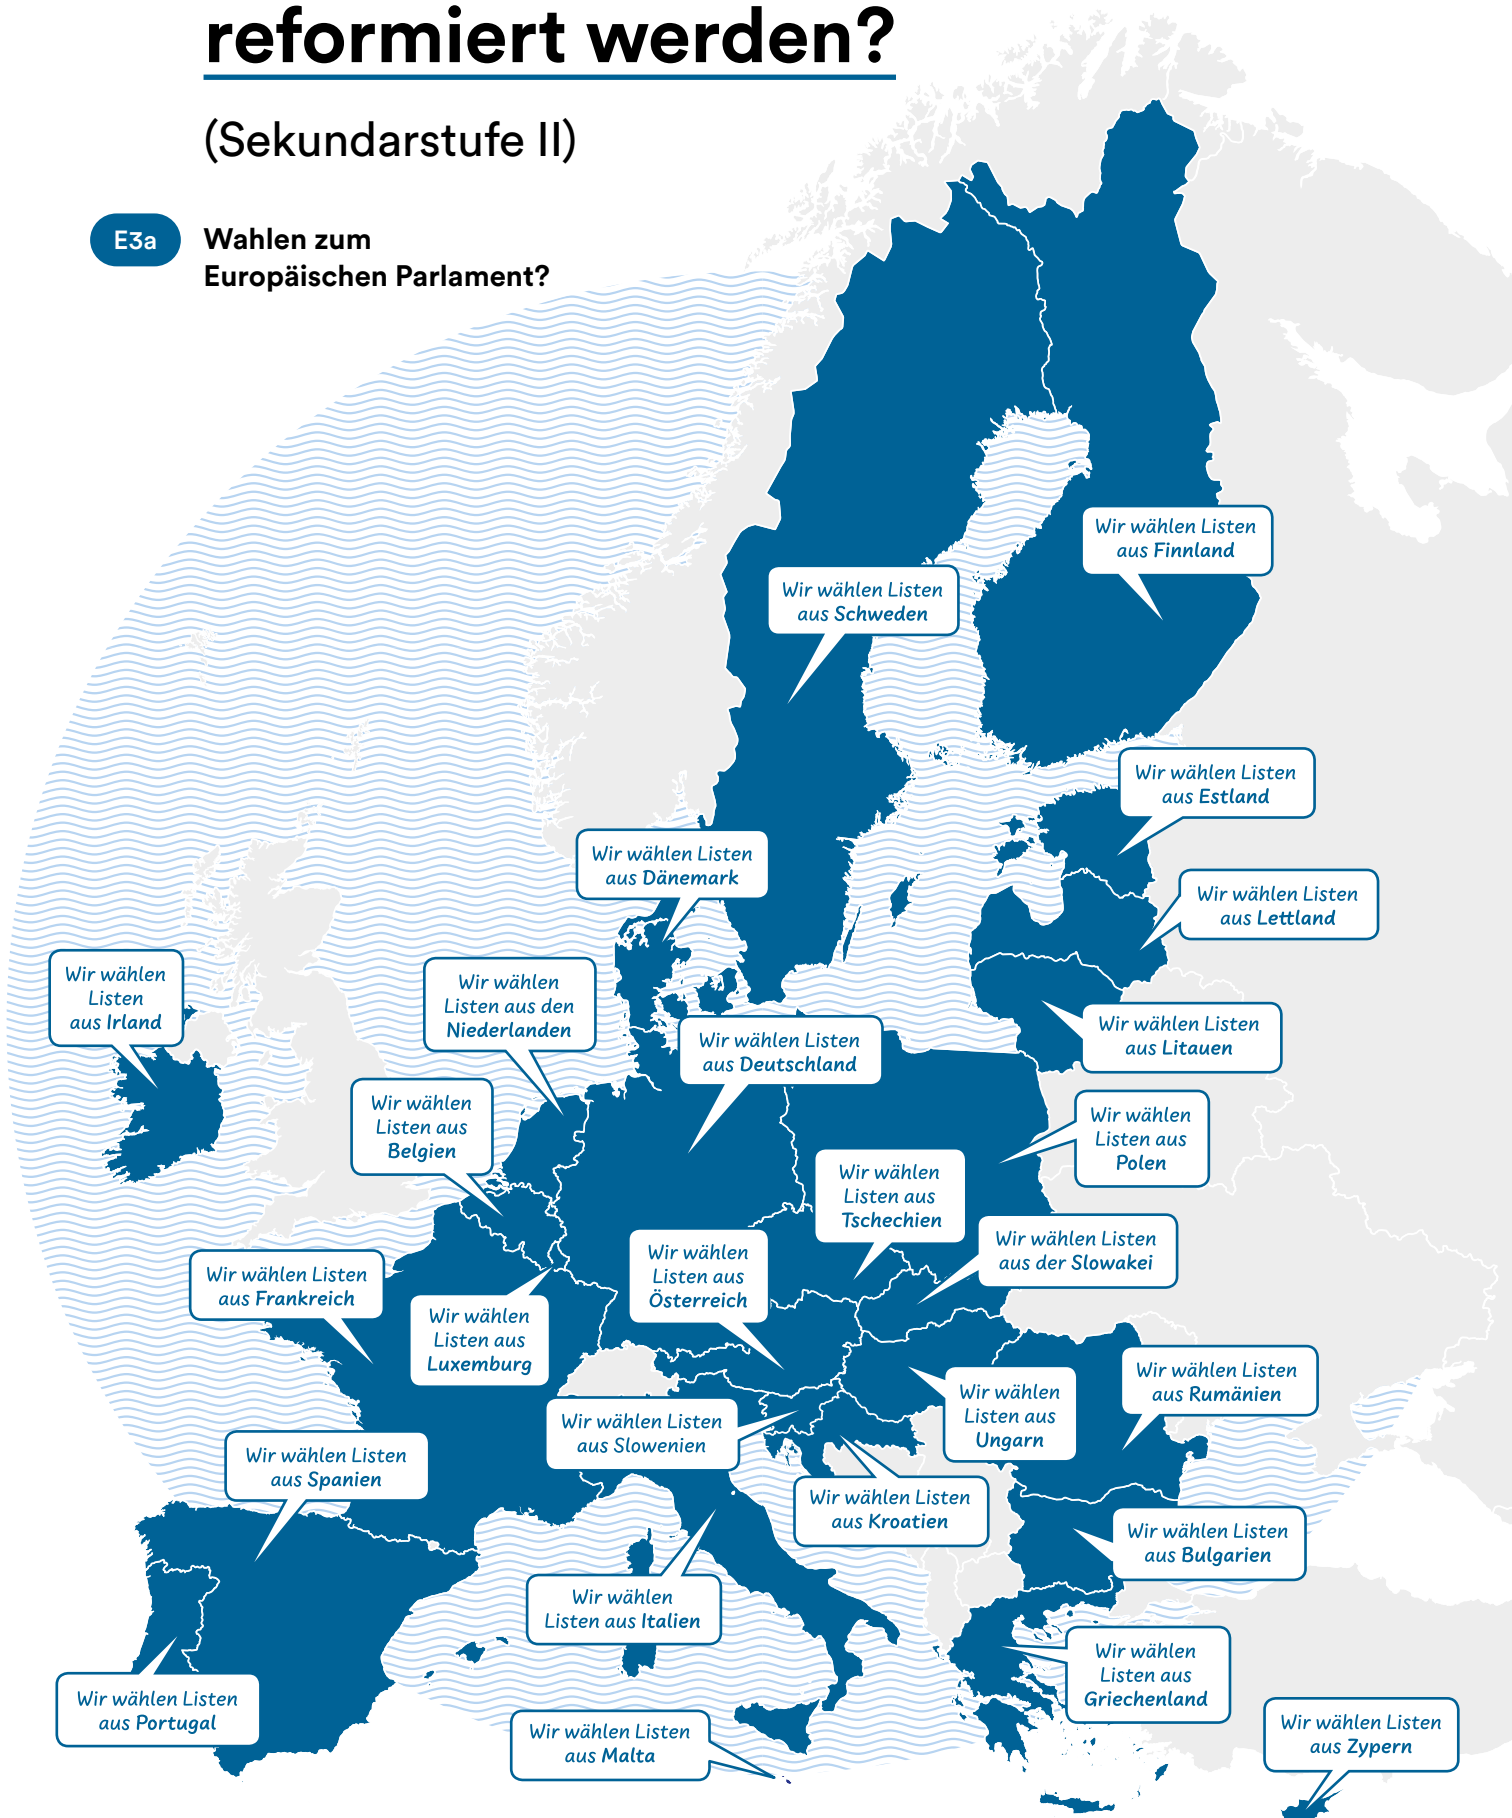 reformiert werden?
(Sekundarstufe II)
E3a
Wahlen zum
Europäischen Parlament?
Wir wählen Listen
aus Finnland
Wir wählen Listen
aus Schweden
Wir wählen Listen
aus Estland
Wir wählen Listen
aus Dänemark
Wir wählen Listen
aus Lettland
Wir wählen
Listen
aus Irland
Wir wählen
Listen aus den
Niederlanden
Wir wählen Listen
aus Litauen
Wir wählen Listen
aus Deutschland
Wir wählen
Listen aus
Belgien
Wir wählen
Listen aus
Polen
Wir wählen
Listen aus
Tschechien
Wir wählen Listen
aus der Slowakei
Wir wählen
Listen aus
Österreich
Wir wählen Listen
aus Frankreich
Wir wählen
Listen aus
Luxemburg
Wir wählen Listen
aus Rumänien
Wir wählen
Listen aus
Ungarn
Wir wählen Listen
aus Slowenien
Wir wählen Listen
aus Spanien
Wir wählen Listen
aus Kroatien
Wir wählen Listen
aus Bulgarien
Wir wählen
Listen aus Italien
Wir wählen
Listen aus
Griechenland
Wir wählen Listen
aus Portugal
Wir wählen Listen
aus Malta
Wir wählen Listen
aus Zypern